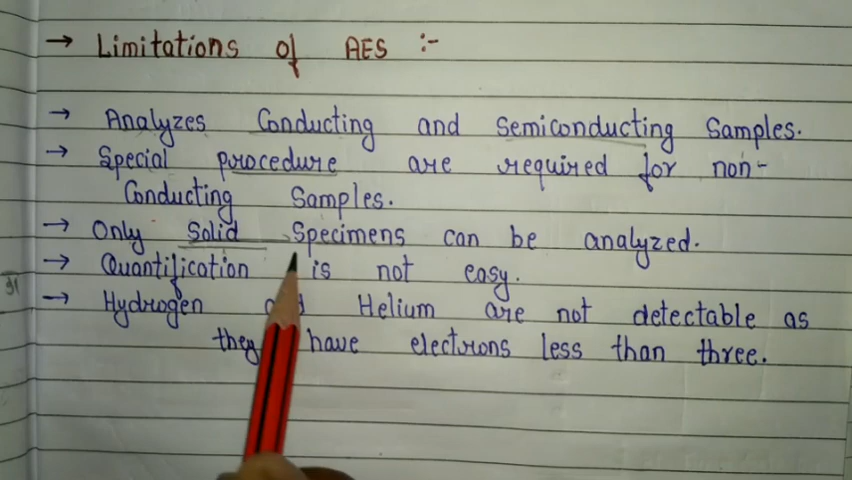 → Limitations of AES :-
→ Analyzes Conducting and Semiconducting Samples.
→ Special procedure are required for non-
Conducting Samples.
→ Only Solid Specimens can be analyzed.
→ Quantification is not easy.
→ Hydrogen Helium are not detectable as
they have electrons less than three.